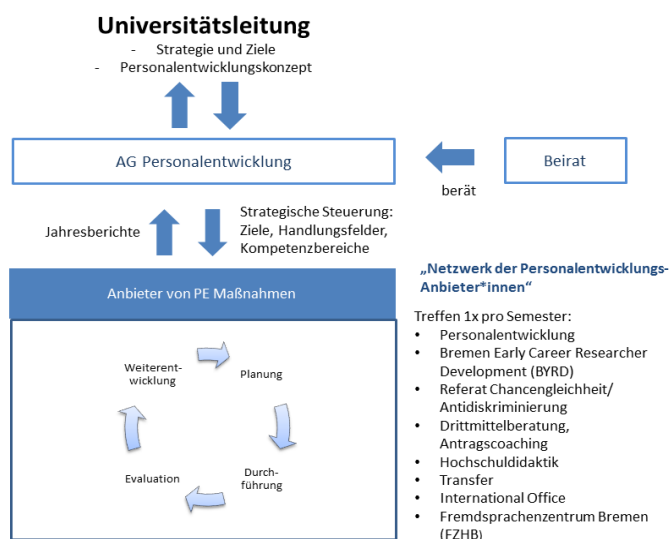 Universitätsleitung
- Strategie und Ziele
- Personalentwicklungskonzept
AG Personalentwicklung
Beirat
berät
Jahresberichte
Strategische Steuerung:
Ziele, Handlungsfelder,
Kompetenzbereiche
Anbieter von PE Maßnahmen
Weiterent-
wicklung
Planung
Durch-
führung
Evaluation
„Netzwerk der Personalentwicklungs-
Anbieter*innen“
Treffen 1x pro Semester:
• Personalentwicklung
• Bremen Early Career Researcher
Development (BYRD)
• Referat Chancengleichheit/
Antidiskriminierung
• Drittmittelberatung,
Antragscoaching
• Hochschuldidaktik
• Transfer
• International Office
• Fremdsprachenzentrum Bremen
(FZHB)